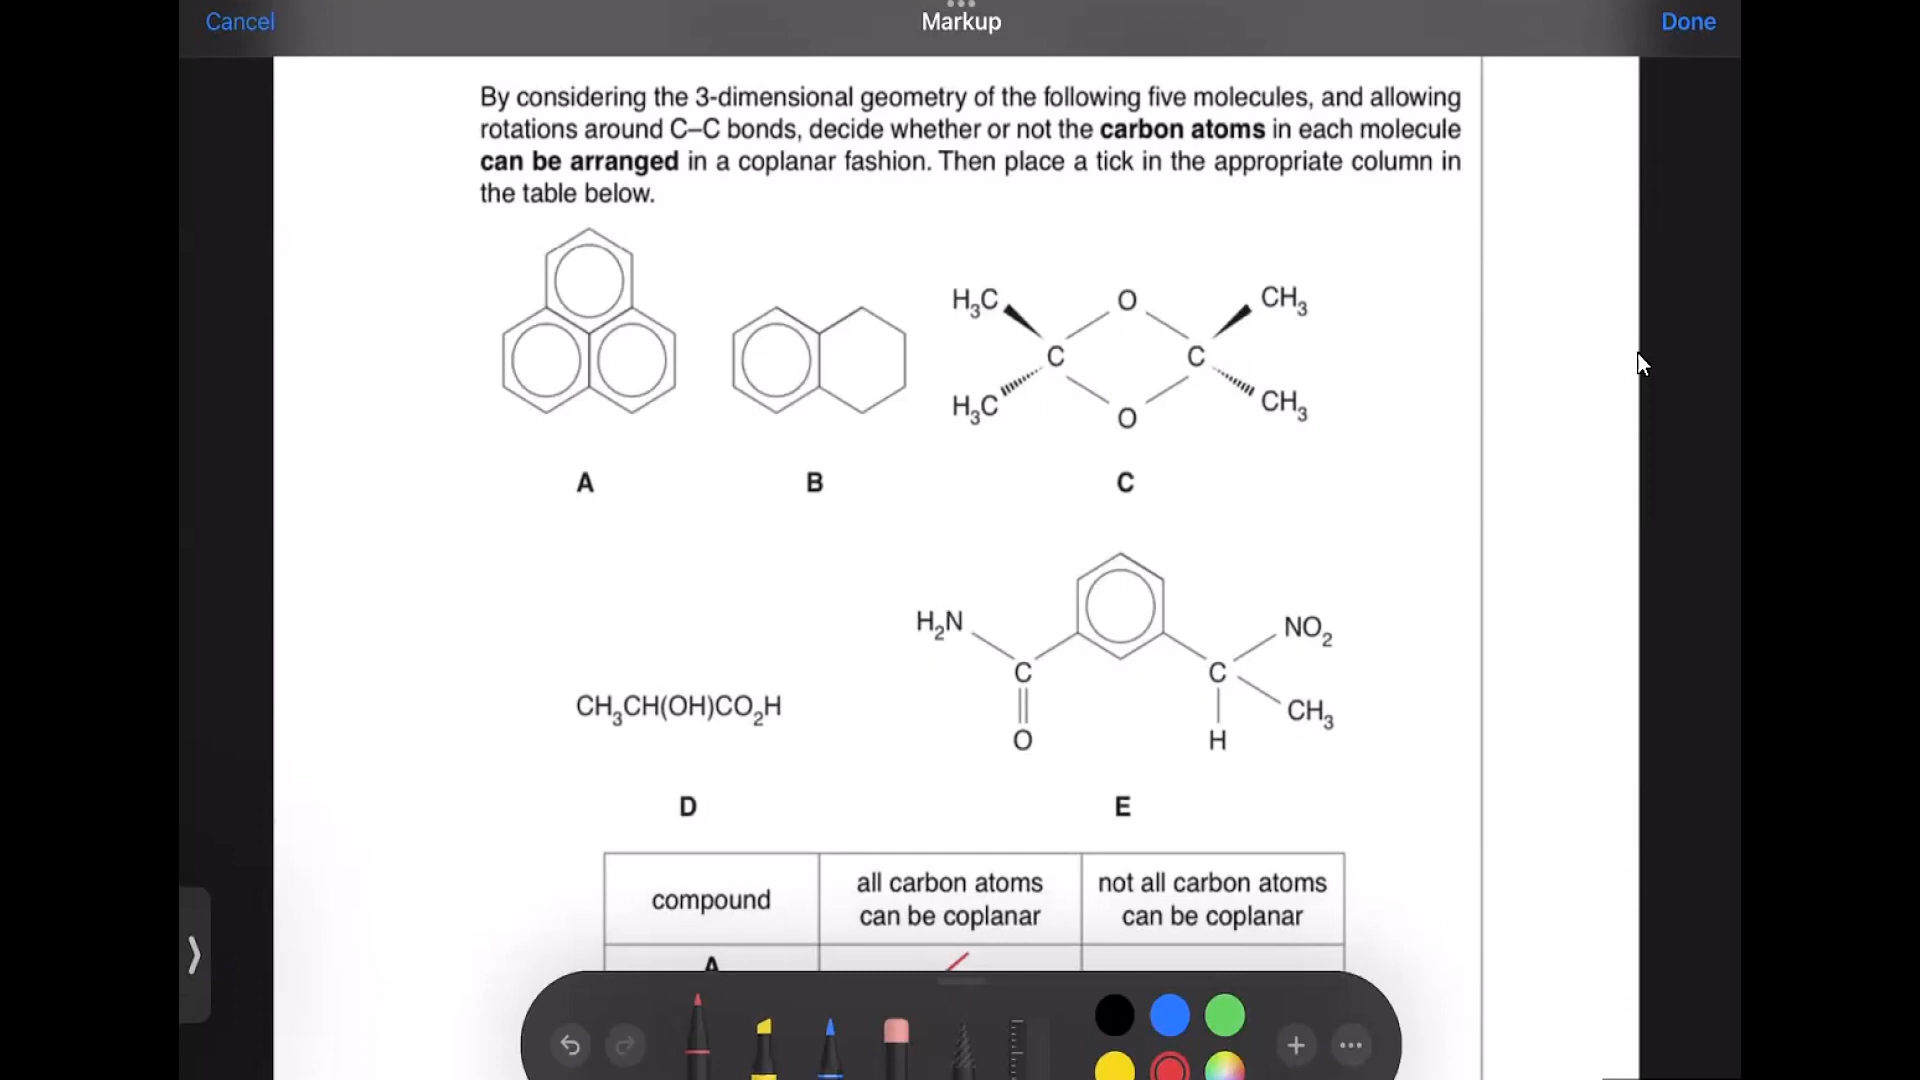 Cancel
Markup
Done
By considering the 3-dimensional geometry of the following five molecules, and allowing
rotations around C–C bonds, decide whether or not the carbon atoms in each molecule
can be arranged in a coplanar fashion. Then place a tick in the appropriate column in
the table below.
H₃C O CH₃
C C
H₃C O CH₃
A B C
H₂N NO₂
C C
CH₃CH(OH)CO₂H CH₃
O H
D E
compound
all carbon atoms
can be coplanar
not all carbon atoms
can be coplanar
A